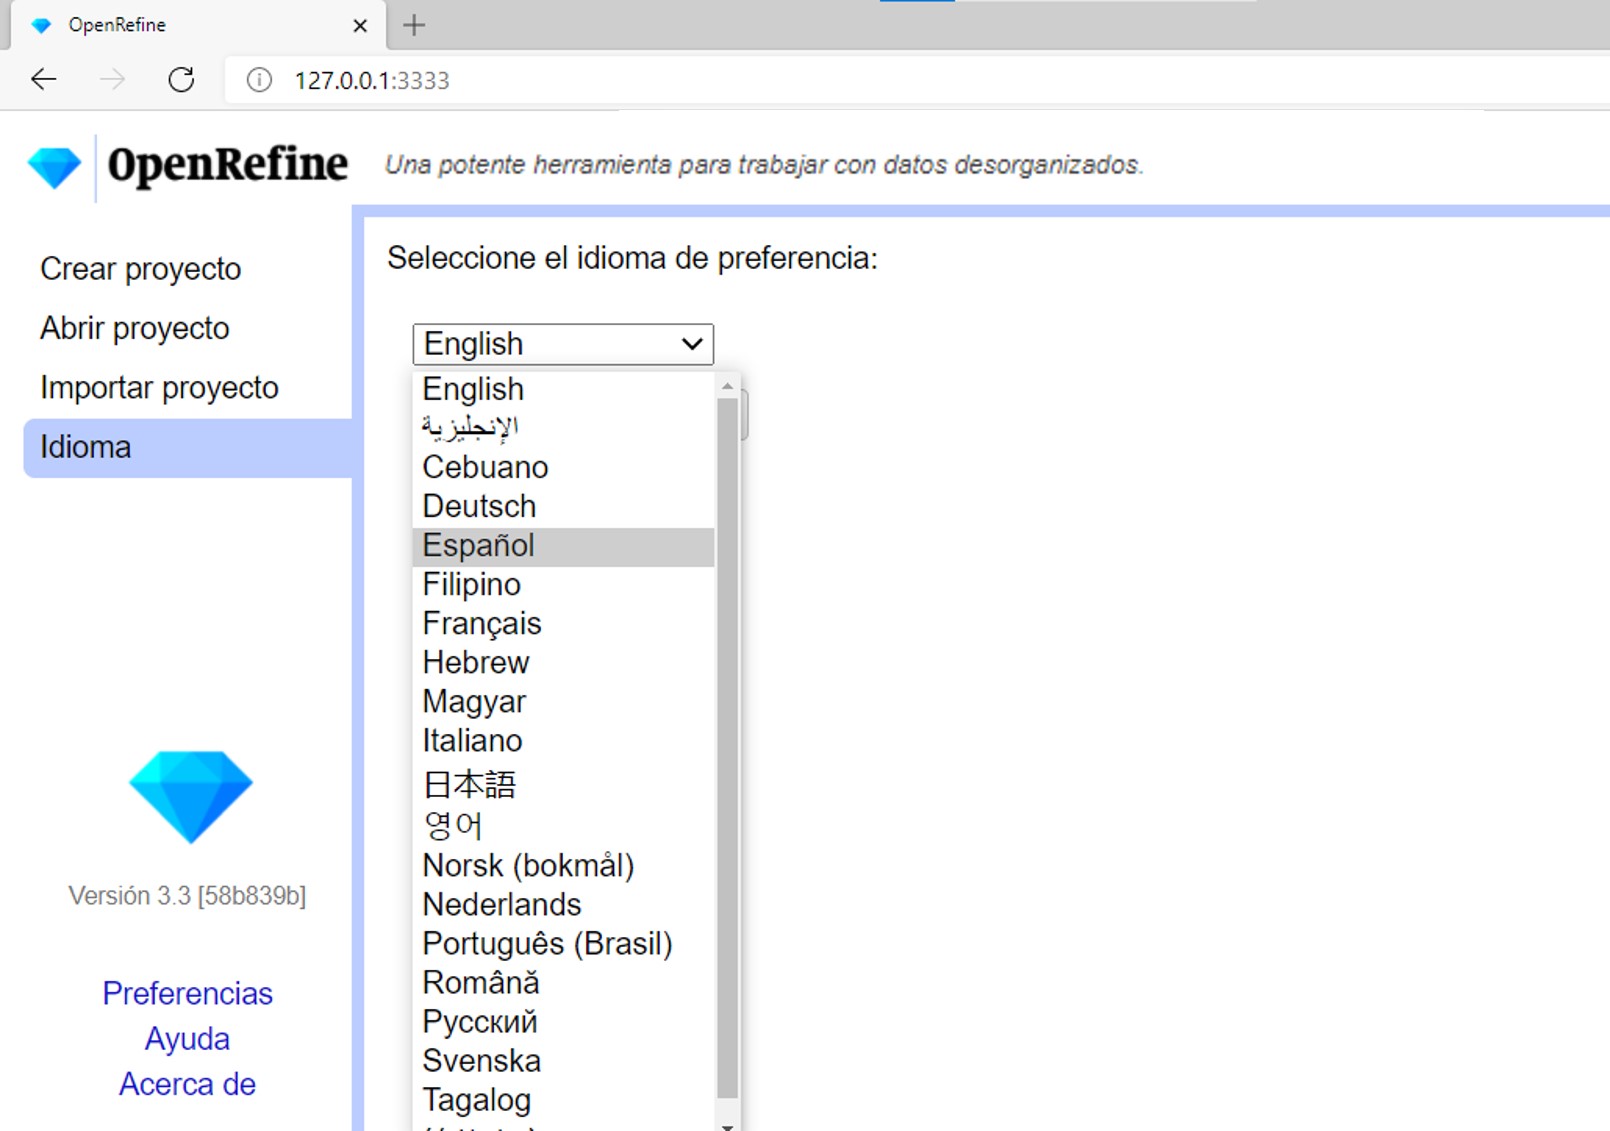 OpenRefine
127.0.0.1:3333
OpenRefine
Una potente herramienta para trabajar con datos desorganizados.
Crear proyecto
Abrir proyecto
Importar proyecto
Idioma
Versión 3.3 [58b839b]
Preferencias
Ayuda
Acerca de
Seleccione el idioma de preferencia:
English
English
الإنجليزية
Cebuano
Deutsch
Español
Filipino
Français
Hebrew
Magyar
Italiano
日本語
영어
Norsk (bokmål)
Nederlands
Português (Brasil)
Română
Русский
Svenska
Tagalog